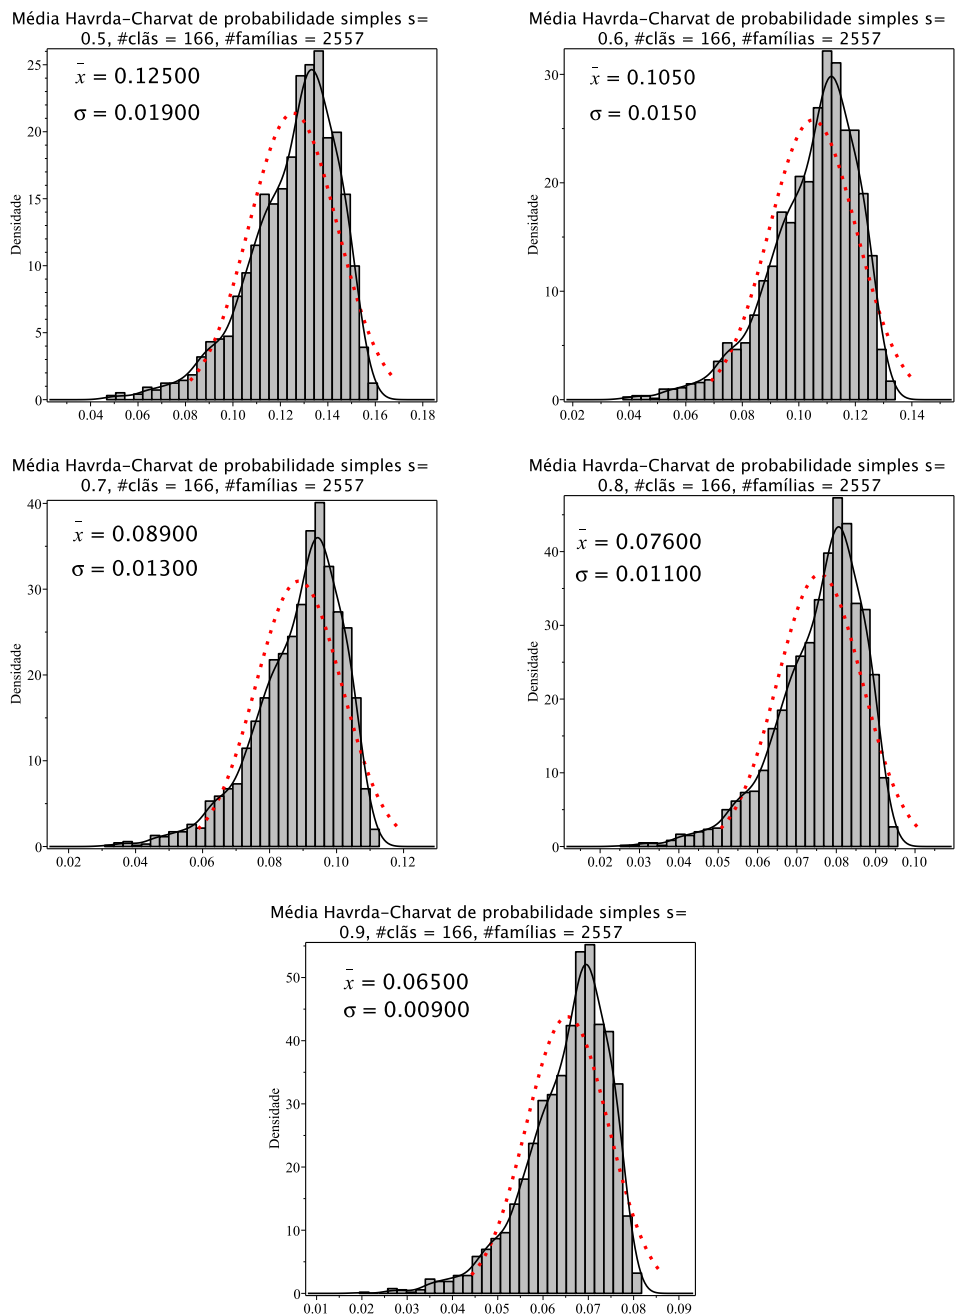 Média Havrda-Charvat de probabilidade simples s=
0.5, #clãs = 166, #famílias = 2557
x̄ = 0.12500
σ = 0.01900
Densidade
25
20
15
10
5
0
0.04 0.06 0.08 0.10 0.12 0.14 0.16 0.18
Média Havrda-Charvat de probabilidade simples s=
0.6, #clãs = 166, #famílias = 2557
x̄ = 0.1050
σ = 0.0150
Densidade
30
20
10
0
0.02 0.04 0.06 0.08 0.10 0.12 0.14
Média Havrda-Charvat de probabilidade simples s=
0.7, #clãs = 166, #famílias = 2557
x̄ = 0.08900
σ = 0.01300
Densidade
40
30
20
10
0
0.02 0.04 0.06 0.08 0.10 0.12
Média Havrda-Charvat de probabilidade simples s=
0.8, #clãs = 166, #famílias = 2557
x̄ = 0.07600
σ = 0.01100
Densidade
40
30
20
10
0
0.02 0.03 0.04 0.05 0.06 0.07 0.08 0.09 0.10
Média Havrda-Charvat de probabilidade simples s=
0.9, #clãs = 166, #famílias = 2557
x̄ = 0.06500
σ = 0.00900
Densidade
50
40
30
20
10
0
0.01 0.02 0.03 0.04 0.05 0.06 0.07 0.08 0.09